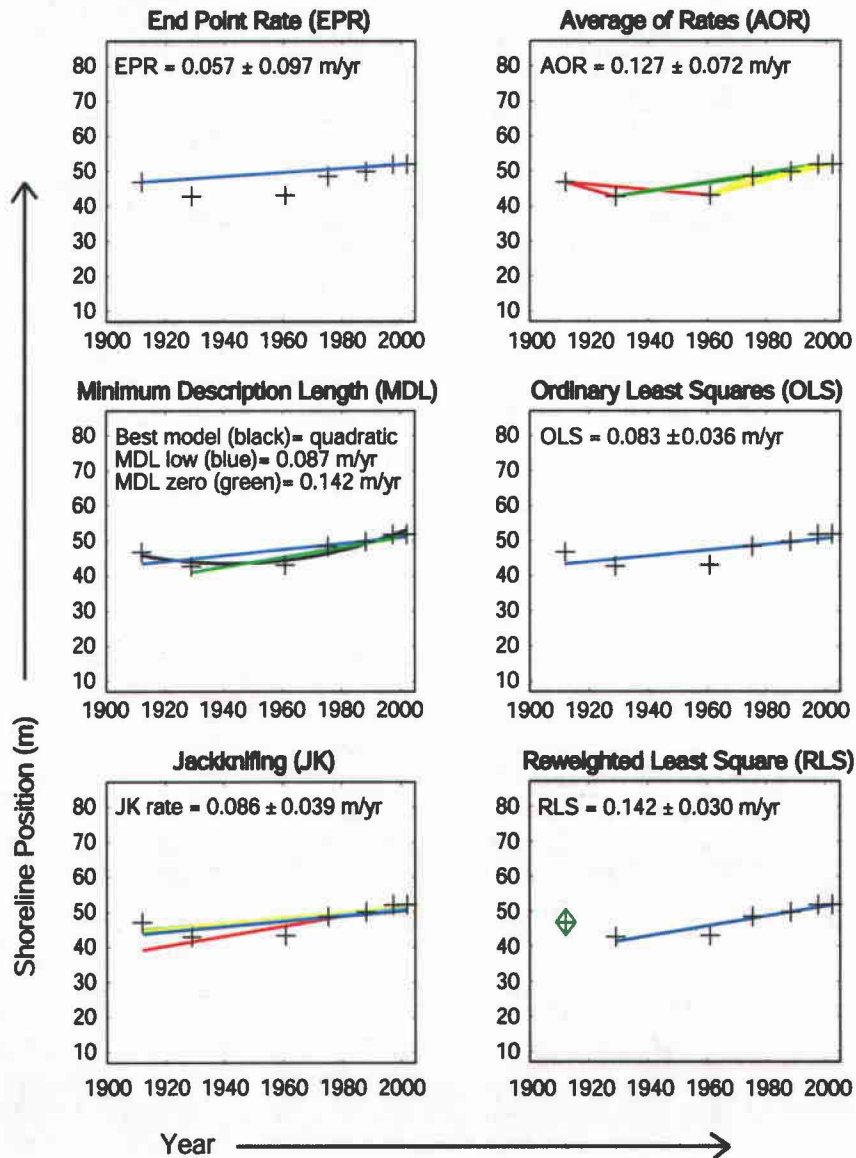 End Point Rate (EPR)
EPR = 0.057 ± 0.097 m/yr
80
70
60
50
40
30
20
10
1900 1920 1940 1960 1980 2000
Average of Rates (AOR)
AOR = 0.127 ± 0.072 m/yr
80
70
60
50
40
30
20
10
1900 1920 1940 1960 1980 2000
Minimum Description Length (MDL)
Best model (black)= quadratic
MDL low (blue)= 0.087 m/yr
MDL zero (green)= 0.142 m/yr
80
70
60
50
40
30
20
10
1900 1920 1940 1960 1980 2000
Ordinary Least Squares (OLS)
OLS = 0.083 ±0.036 m/yr
80
70
60
50
40
30
20
10
1900 1920 1940 1960 1980 2000
Jackknifing (JK)
JK rate = 0.086 ± 0.039 m/yr
80
70
60
50
40
30
20
10
1900 1920 1940 1960 1980 2000
Reweighted Least Square (RLS)
RLS = 0.142 ± 0.030 m/yr
80
70
60
50
40
30
20
10
1900 1920 1940 1960 1980 2000
Shoreline Position (m)
Year